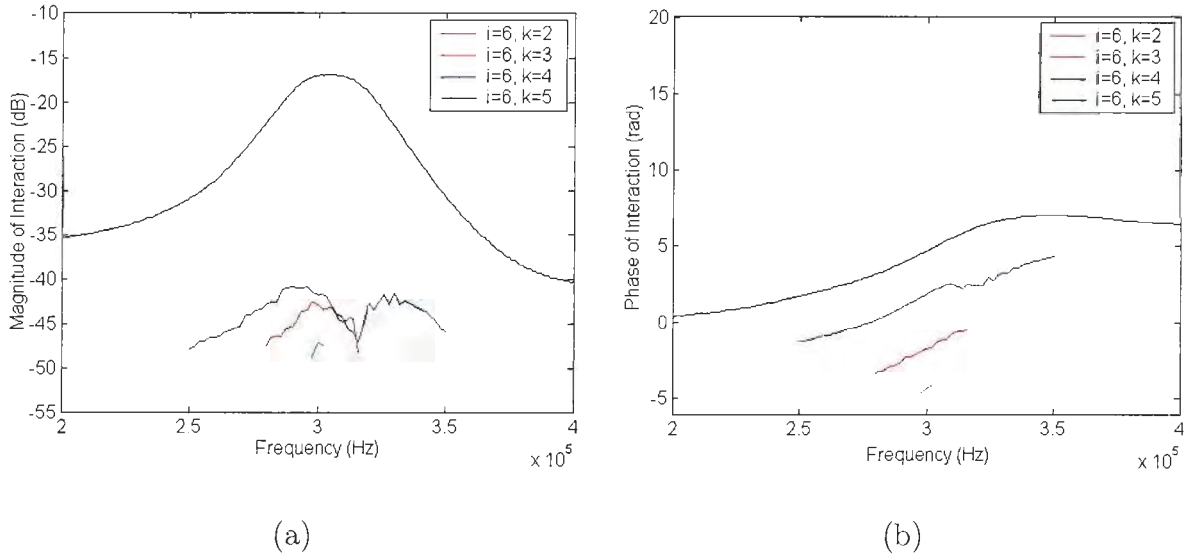 -10
-15
-20
-25
-30
-35
-40
-45
-50
-55
Magnitude of Interaction (dB)
i=6, k=2
i=6, k=3
i=6, k=4
i=6, k=5
2
2.5
3
3.5
4
Frequency (Hz)
x 10^5
(a)
20
15
10
5
0
-5
Phase of Interaction (rad)
i=6, k=2
i=6, k=3
i=6, k=4
i=6, k=5
2
2.5
3
3.5
4
Frequency (Hz)
x 10^5
(b)